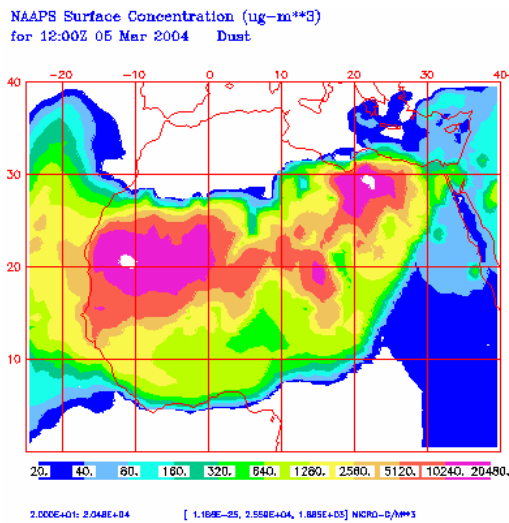 NAAPS Surface Concentration (ug-m**3)
for 12:00Z 05 Mar 2004 Dust
-20 -10 0 10 20 30 40
40
30
20
10
20. 40. 80. 160. 320. 640. 1280. 2560. 5120. 10240. 20480.
2.000E+01: 2.048E+04 [ 1.186E-25, 2.559E+04, 1.885E+03] MICRO-G/M**3